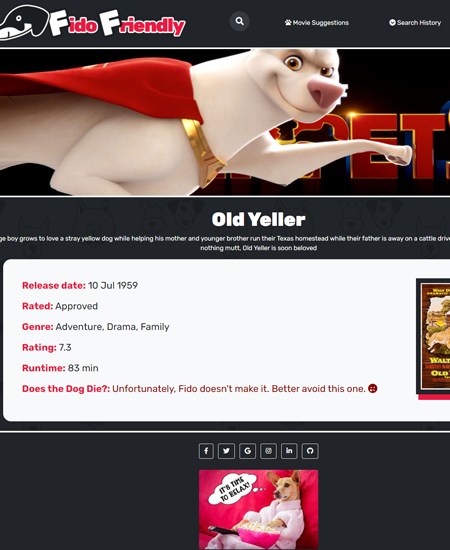 Fido Friendly
Movie Suggestions
Search History
PET
Old Yeller
boy grows to love a stray yellow dog while helping his mother and younger brother run their Texas homestead while their father is away on a cattle
nothing mutt, Old Yeller is soon beloved
Release date: 10 Jul 1959
Rated: Approved
Genre: Adventure, Drama, Family
Rating: 7.3
Runtime: 83 min
Does the Dog Die?: Unfortunately, Fido doesn't make it. Better avoid this one.
WALT
OLD
IT'S TIME
TO
RELAX!